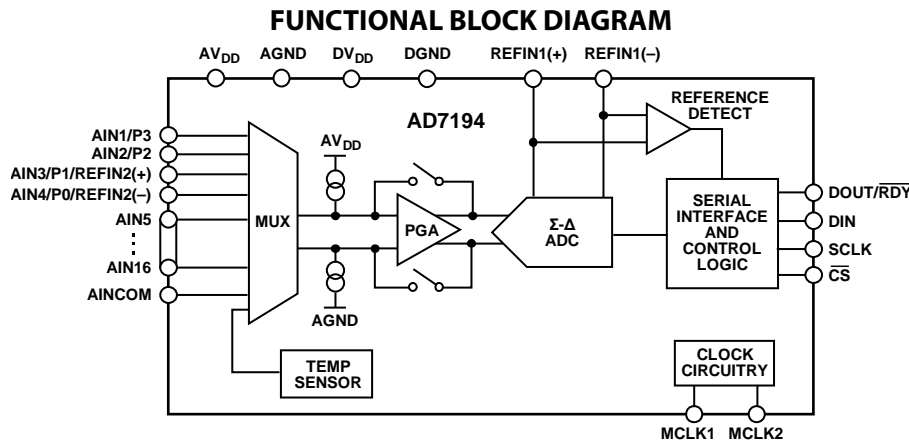 FUNCTIONAL BLOCK DIAGRAM
AVDD AGND DVDD DGND REFIN1(+) REFIN1(–)
AD7194
REFERENCE
DETECT
AIN1/P3
AIN2/P2
AIN3/P1/REFIN2(+)
AIN4/P0/REFIN2(–)
AIN5
AIN16
AINCOM
MUX
AVDD
AGND
PGA
Σ-Δ
ADC
SERIAL
INTERFACE
AND
CONTROL
LOGIC
DOUT/RDY
DIN
SCLK
CS
TEMP
SENSOR
CLOCK
CIRCUITRY
MCLK1 MCLK2